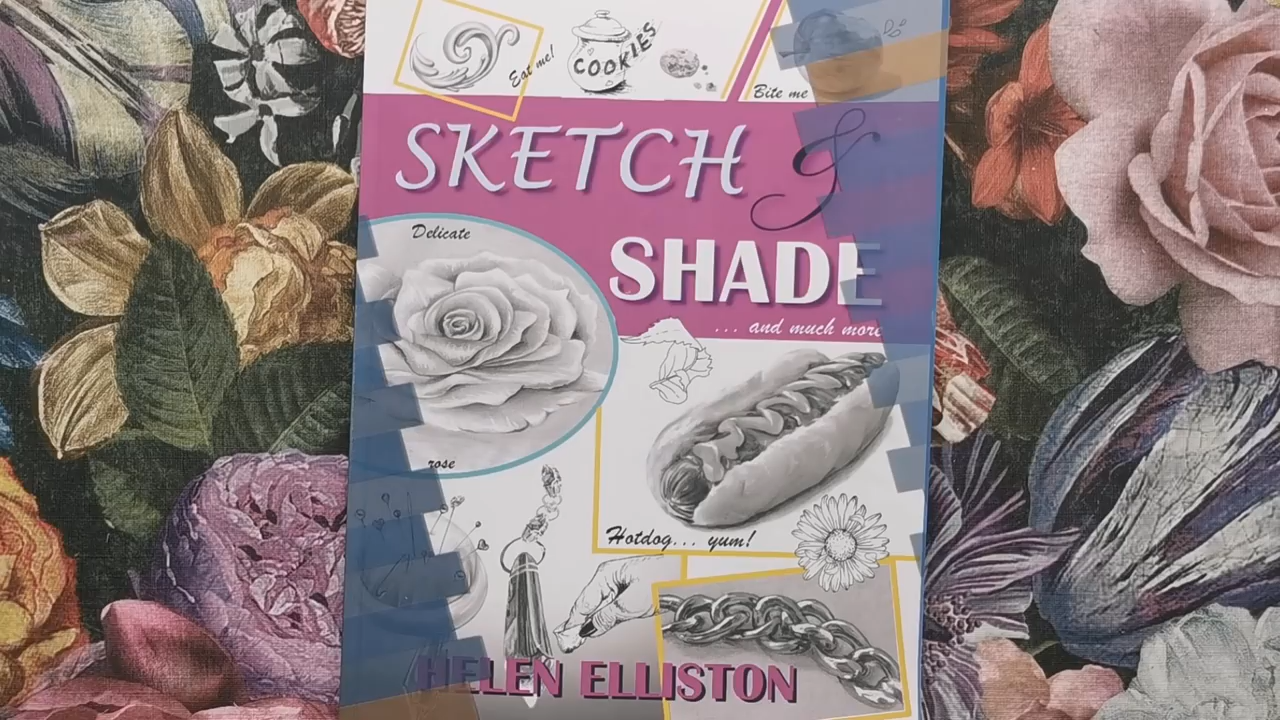 Eat me!
COOKIES
Bite me
SKETCH &
SHADE
... and much more
Delicate
rose
Hotdog... yum!
HELEN ELLISTON